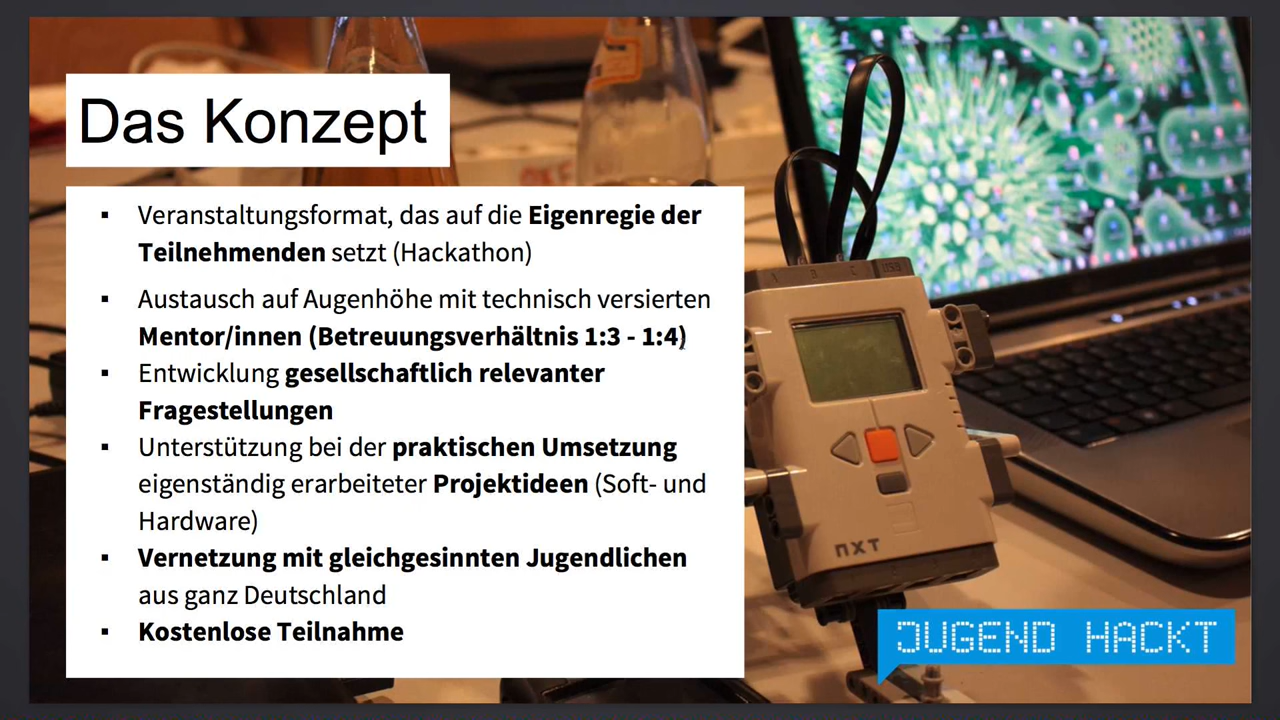 Das Konzept
▪ Veranstaltungsformat, das auf die Eigenregie der
Teilnehmenden setzt (Hackathon)
▪ Austausch auf Augenhöhe mit technisch versierten
Mentor/innen (Betreuungsverhältnis 1:3 - 1:4)
▪ Entwicklung gesellschaftlich relevanter
Fragestellungen
▪ Unterstützung bei der praktischen Umsetzung
eigenständig erarbeiteter Projektideen (Soft- und
Hardware)
▪ Vernetzung mit gleichgesinnten Jugendlichen
aus ganz Deutschland
▪ Kostenlose Teilnahme
A B C USB
NXT
JUGEND HACKT